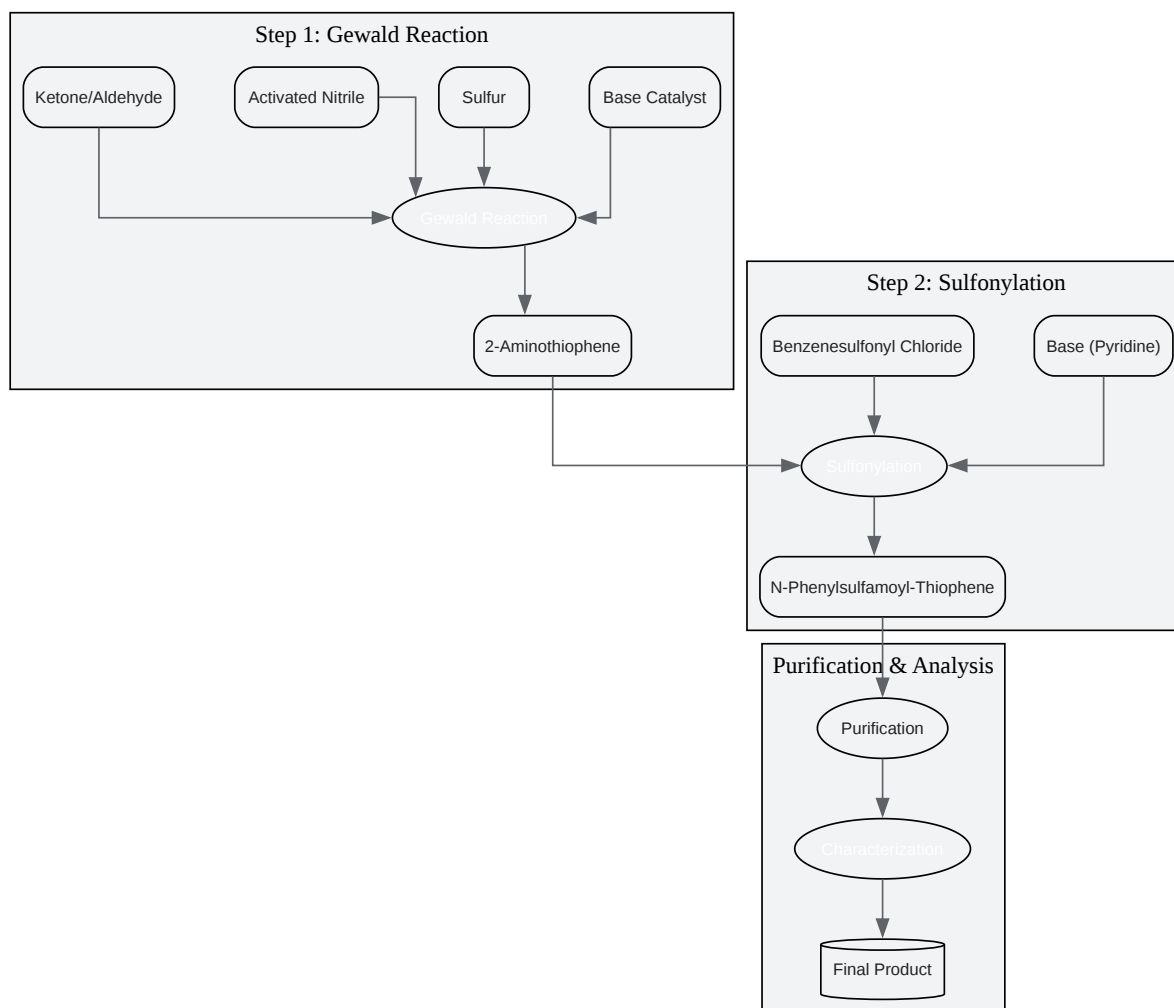 Step 1: Gewald Reaction
Ketone/Aldehyde
Activated Nitrile
Sulfur
Base Catalyst
Gewald Reaction
2-Aminothiophene
Step 2: Sulfonylation
Benzenesulfonyl Chloride
Base (Pyridine)
Sulfonylation
N-Phenylsulfamoyl-Thiophene
Purification & Analysis
Purification
Characterization
Final Product